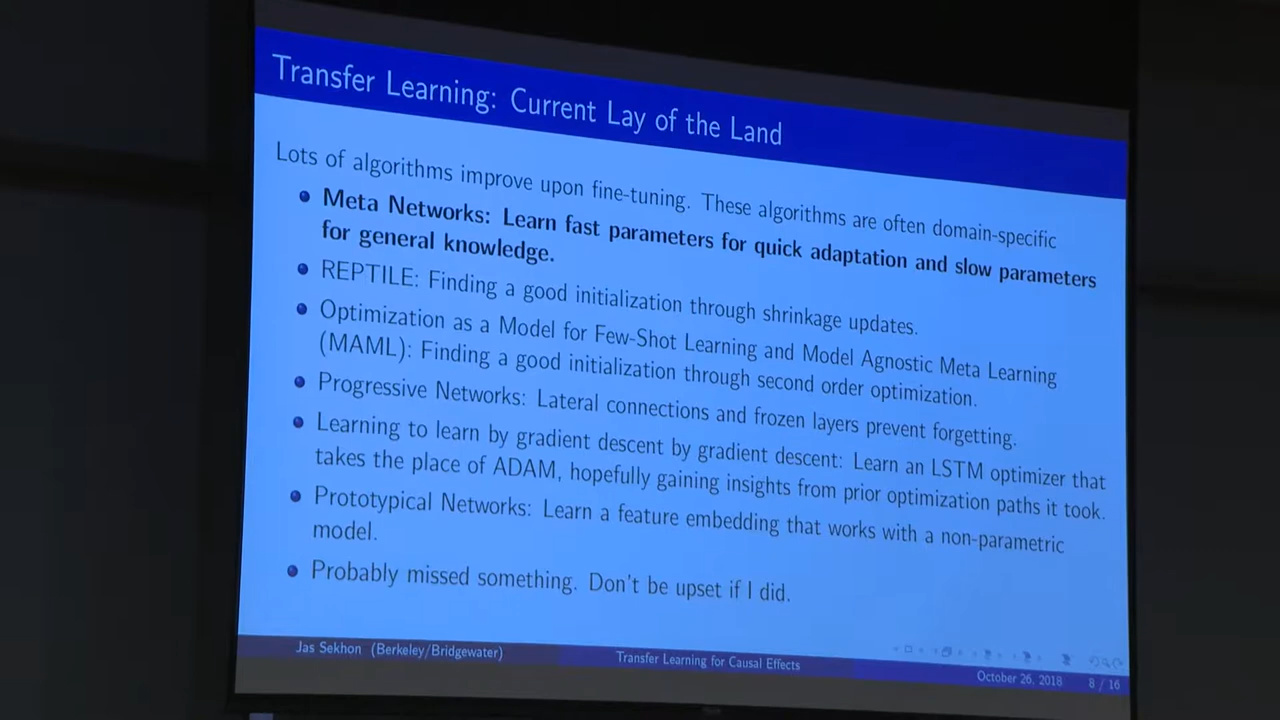 Transfer Learning: Current Lay of the Land
Lots of algorithms improve upon fine-tuning. These algorithms are often domain-specific
Meta Networks: Learn fast parameters for quick adaptation and slow parameters
for general knowledge.
REPTILE: Finding a good initialization through shrinkage updates.
Optimization as a Model for Few-Shot Learning and Model Agnostic Meta Learning
(MAML): Finding a good initialization through second order optimization.
Progressive Networks: Lateral connections and frozen layers prevent forgetting.
Learning to learn by gradient descent by gradient descent: Learn an LSTM optimizer that
takes the place of ADAM, hopefully gaining insights from prior optimization paths it took.
Prototypical Networks: Learn a feature embedding that works with a non-parametric
model.
Probably missed something. Don't be upset if I did.
Jas Sekhon (Berkeley/Bridgewater)
Transfer Learning for Causal Effects
October 26, 2018
8 / 16